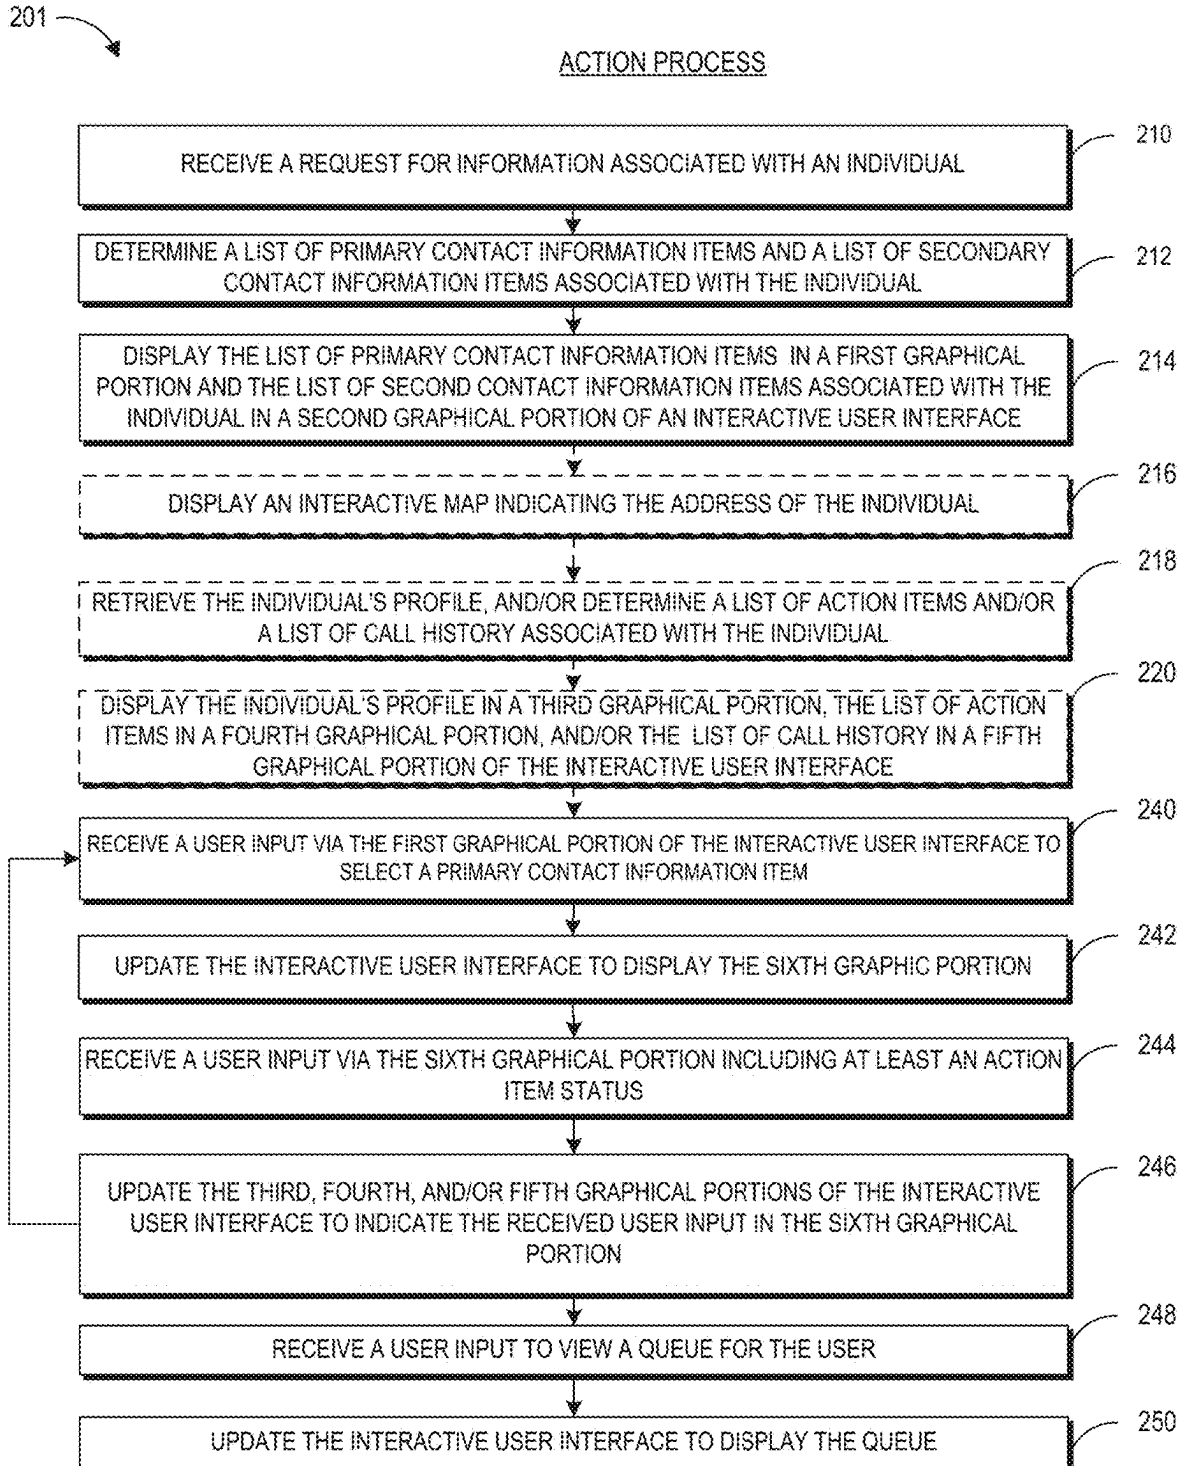 201
ACTION PROCESS
210
RECEIVE A REQUEST FOR INFORMATION ASSOCIATED WITH AN INDIVIDUAL
DETERMINE A LIST OF PRIMARY CONTACT INFORMATION ITEMS AND A LIST OF SECONDARY
CONTACT INFORMATION ITEMS ASSOCIATED WITH THE INDIVIDUAL
212
DISPLAY THE LIST OF PRIMARY CONTACT INFORMATION ITEMS IN A FIRST GRAPHICAL
PORTION AND THE LIST OF SECOND CONTACT INFORMATION ITEMS ASSOCIATED WITH THE
INDIVIDUAL IN A SECOND GRAPHICAL PORTION OF AN INTERACTIVE USER INTERFACE
214
216
DISPLAY AN INTERACTIVE MAP INDICATING THE ADDRESS OF THE INDIVIDUAL
218
RETRIEVE THE INDIVIDUAL'S PROFILE, AND/OR DETERMINE A LIST OF ACTION ITEMS AND/OR
A LIST OF CALL HISTORY ASSOCIATED WITH THE INDIVIDUAL
220
DISPLAY THE INDIVIDUAL'S PROFILE IN A THIRD GRAPHICAL PORTION, THE LIST OF ACTION
ITEMS IN A FOURTH GRAPHICAL PORTION, AND/OR THE LIST OF CALL HISTORY IN A FIFTH
GRAPHICAL PORTION OF THE INTERACTIVE USER INTERFACE
240
RECEIVE A USER INPUT VIA THE FIRST GRAPHICAL PORTION OF THE INTERACTIVE USER INTERFACE TO
SELECT A PRIMARY CONTACT INFORMATION ITEM
242
UPDATE THE INTERACTIVE USER INTERFACE TO DISPLAY THE SIXTH GRAPHIC PORTION
244
RECEIVE A USER INPUT VIA THE SIXTH GRAPHICAL PORTION INCLUDING AT LEAST AN ACTION
ITEM STATUS
246
UPDATE THE THIRD, FOURTH, AND/OR FIFTH GRAPHICAL PORTIONS OF THE INTERACTIVE
USER INTERFACE TO INDICATE THE RECEIVED USER INPUT IN THE SIXTH GRAPHICAL
PORTION
248
RECEIVE A USER INPUT TO VIEW A QUEUE FOR THE USER
250
UPDATE THE INTERACTIVE USER INTERFACE TO DISPLAY THE QUEUE